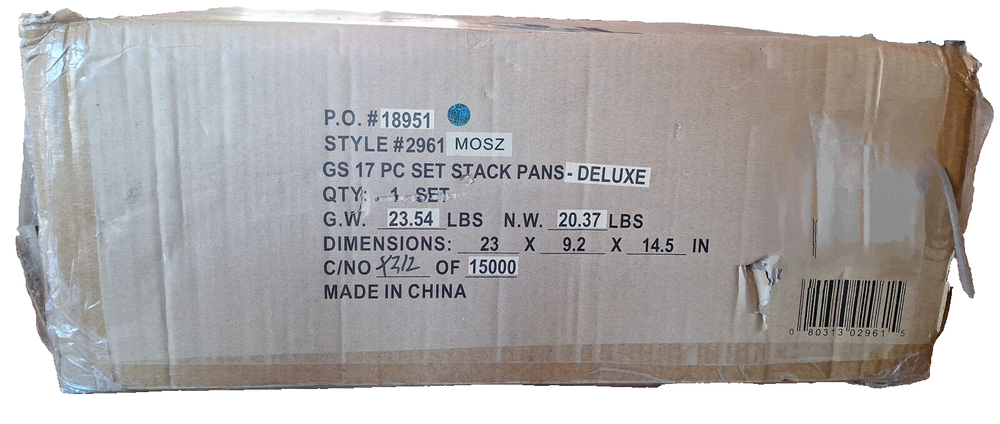 P.O. #18951
STYLE #2961 MOSZ
GS 17 PC SET STACK PANS - DELUXE
QTY: 1 SET
G.W. 23.54 LBS N.W. 20.37 LBS
DIMENSIONS: 23 X 9.2 X 14.5 IN
C/NO OF 15000
MADE IN CHINA
0 80313 02961 5